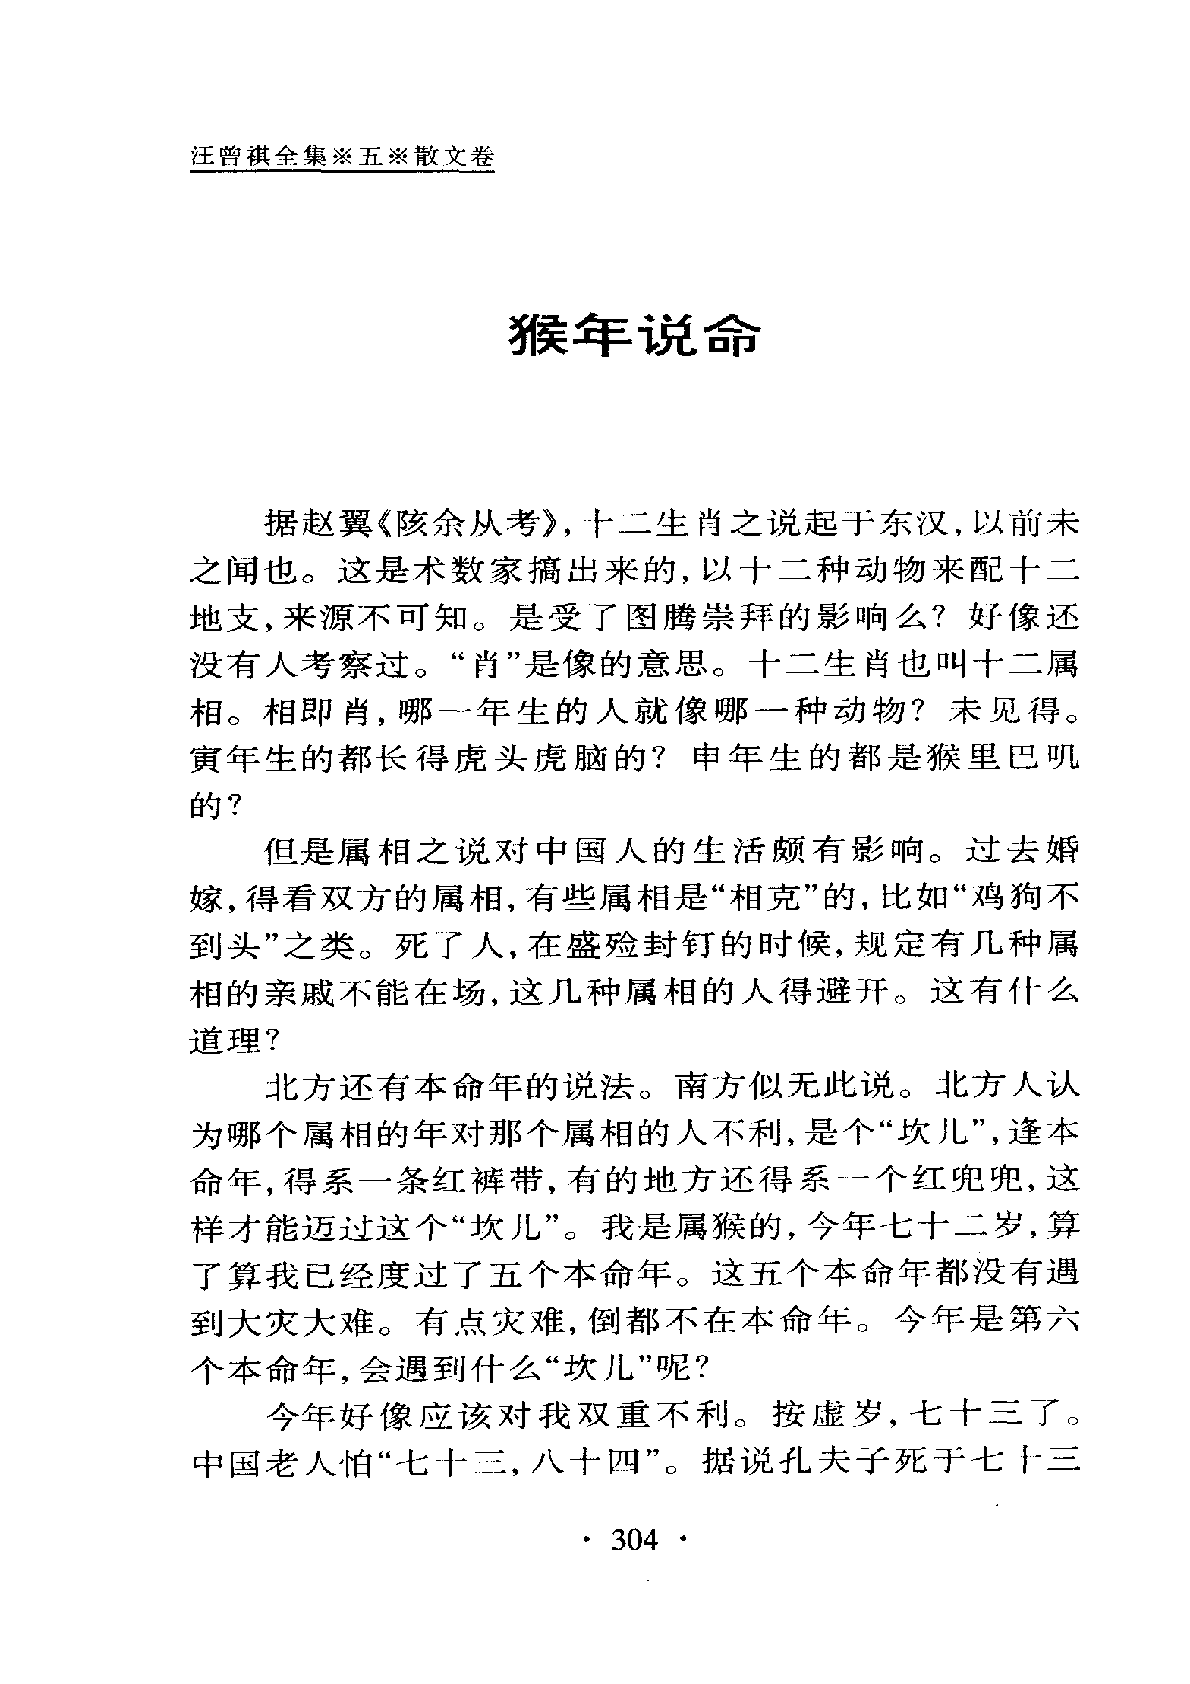 汪曾祺全集※五※散文卷
猴年说命
据赵翼《陔余丛考》,十二生肖之说起于东汉,以前未
之闻也。这是术数家搞出来的,以十二种动物来配十二
地支,来源不可知。是受了图腾崇拜的影响么？好像还
没有人考察过。“肖”是像的意思。十二生肖也叫十二属
相。相即肖,哪一年生的人就像哪一种动物？未见得。
寅年生的都长得虎头虎脑的？申年生的都是猴里巴叽
的？
但是属相之说对中国人的生活颇有影响。过去婚
嫁,得看双方的属相,有些属相是“相克”的,比如“鸡狗不
到头”之类。死了人,在盛殓封钉的时候,规定有几种属
相的亲戚不能在场,这几种属相的人得避开。这有什么
道理？
北方还有本命年的说法。南方似无此说。北方人认
为哪个属相的年对那个属相的人不利,是个“坎儿”,逢本
命年,得系一条红裤带,有的地方还得系一个红兜兜,这
样才能迈过这个“坎儿”。我是属猴的,今年七十二岁,算
了算我已经度过了五个本命年。这五个本命年都没有遇
到大灾大难。有点灾难,倒都不在本命年。今年是第六
个本命年,会遇到什么“坎儿”呢？
今年好像应该对我双重不利。按虚岁,七十三了。
中国老人怕“七十三,八十四”。据说孔夫子死于七十三
· 304 ·